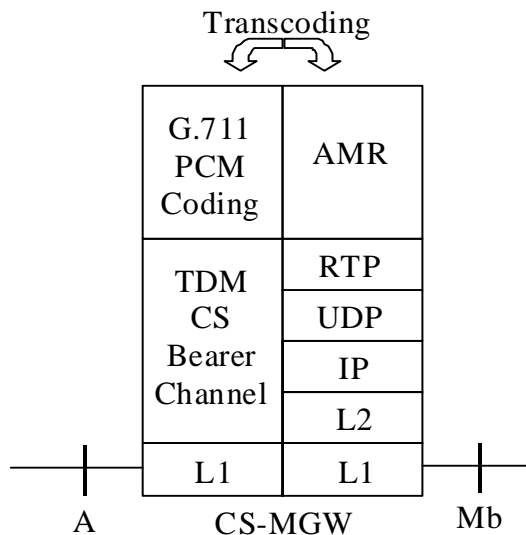 Transcoding
G.711
PCM
Coding
AMR
TDM
CS
Bearer
Channel
RTP
UDP
IP
L2
L1
L1
A
CS-MGW
Mb